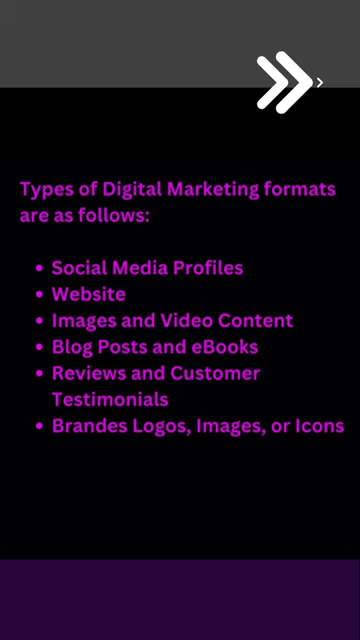 Types of Digital Marketing formats
are as follows:
• Social Media Profiles
• Website
• Images and Video Content
• Blog Posts and eBooks
• Reviews and Customer
Testimonials
• Brandes Logos, Images, or Icons